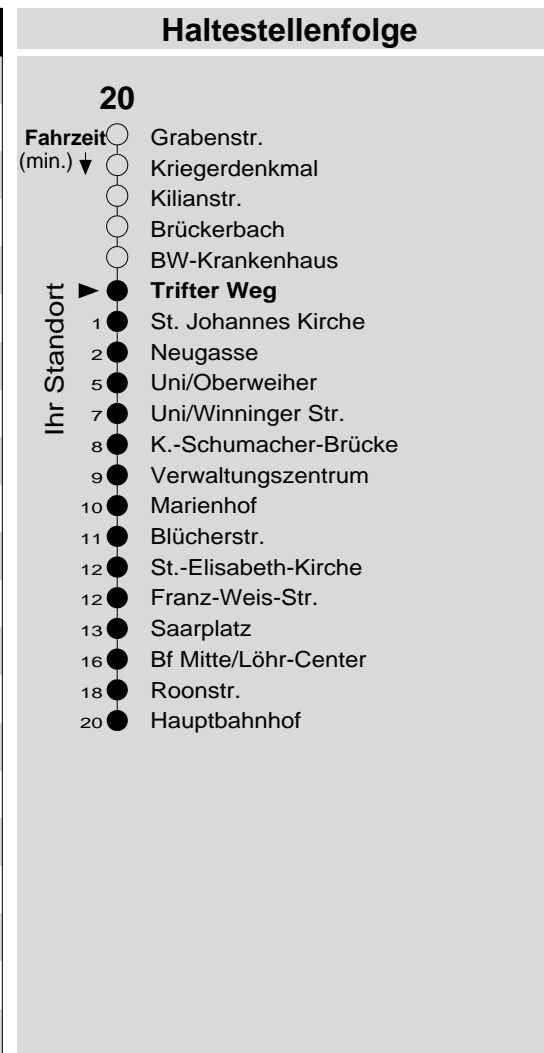 Haltestellenfolge
20
Fahrzeit Grabenstr.
(min.) Kriegerdenkmal
Kilianstr.
Brückerbach
BW-Krankenhaus
Ihr Standort
Trifter Weg
1 St. Johannes Kirche
2 Neugasse
5 Uni/Oberweiher
7 Uni/Winninger Str.
8 K.-Schumacher-Brücke
9 Verwaltungszentrum
10 Marienhof
11 Blücherstr.
12 St.-Elisabeth-Kirche
12 Franz-Weis-Str.
13 Saarplatz
16 Bf Mitte/Löhr-Center
18 Roonstr.
20 Hauptbahnhof